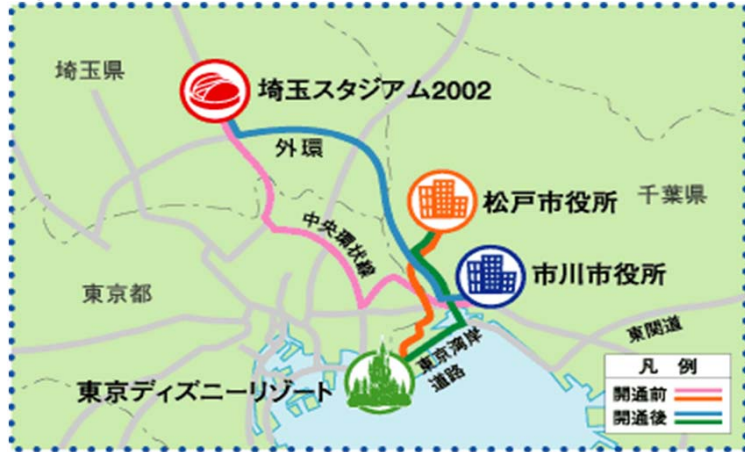 埼玉県
埼玉スタジアム2002
外環
松戸市役所
千葉県
中央環状線
市川市役所
東京都
東関道
東京湾岸
道路
東京ディズニーリゾート
凡 例
開通前
開通後